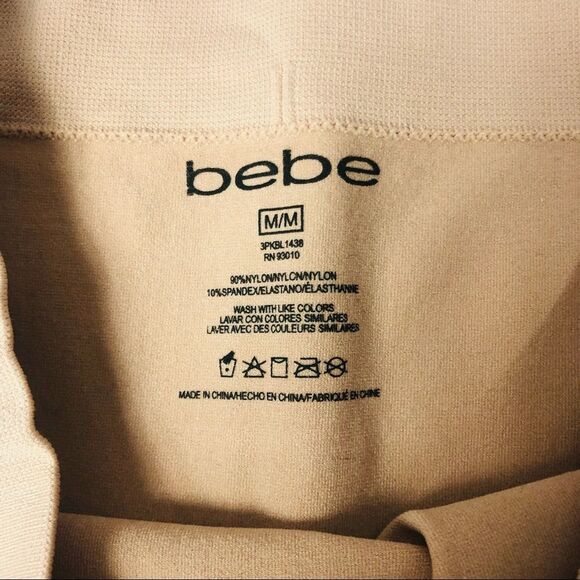 bebe
M/M
3PKBL1438
RN 93010
90%NYLON/NYLON/NYLON
10%SPANDEX/ELASTANO/ÉLASTHANNE
WASH WITH LIKE COLORS
LAVAR CON COLORES SIMILARES
LAVER AVEC DES COULEURS SIMILAIRES
MADE IN CHINA/HECHO EN CHINA/FABRIQUÉ EN CHINE